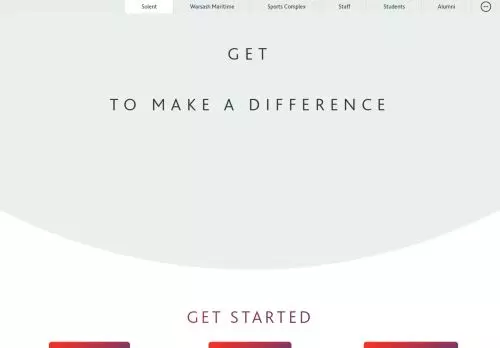 Solent Warsash Maritime Sports Complex Staff Students Alumni
GET
TO MAKE A DIFFERENCE
GET STARTED